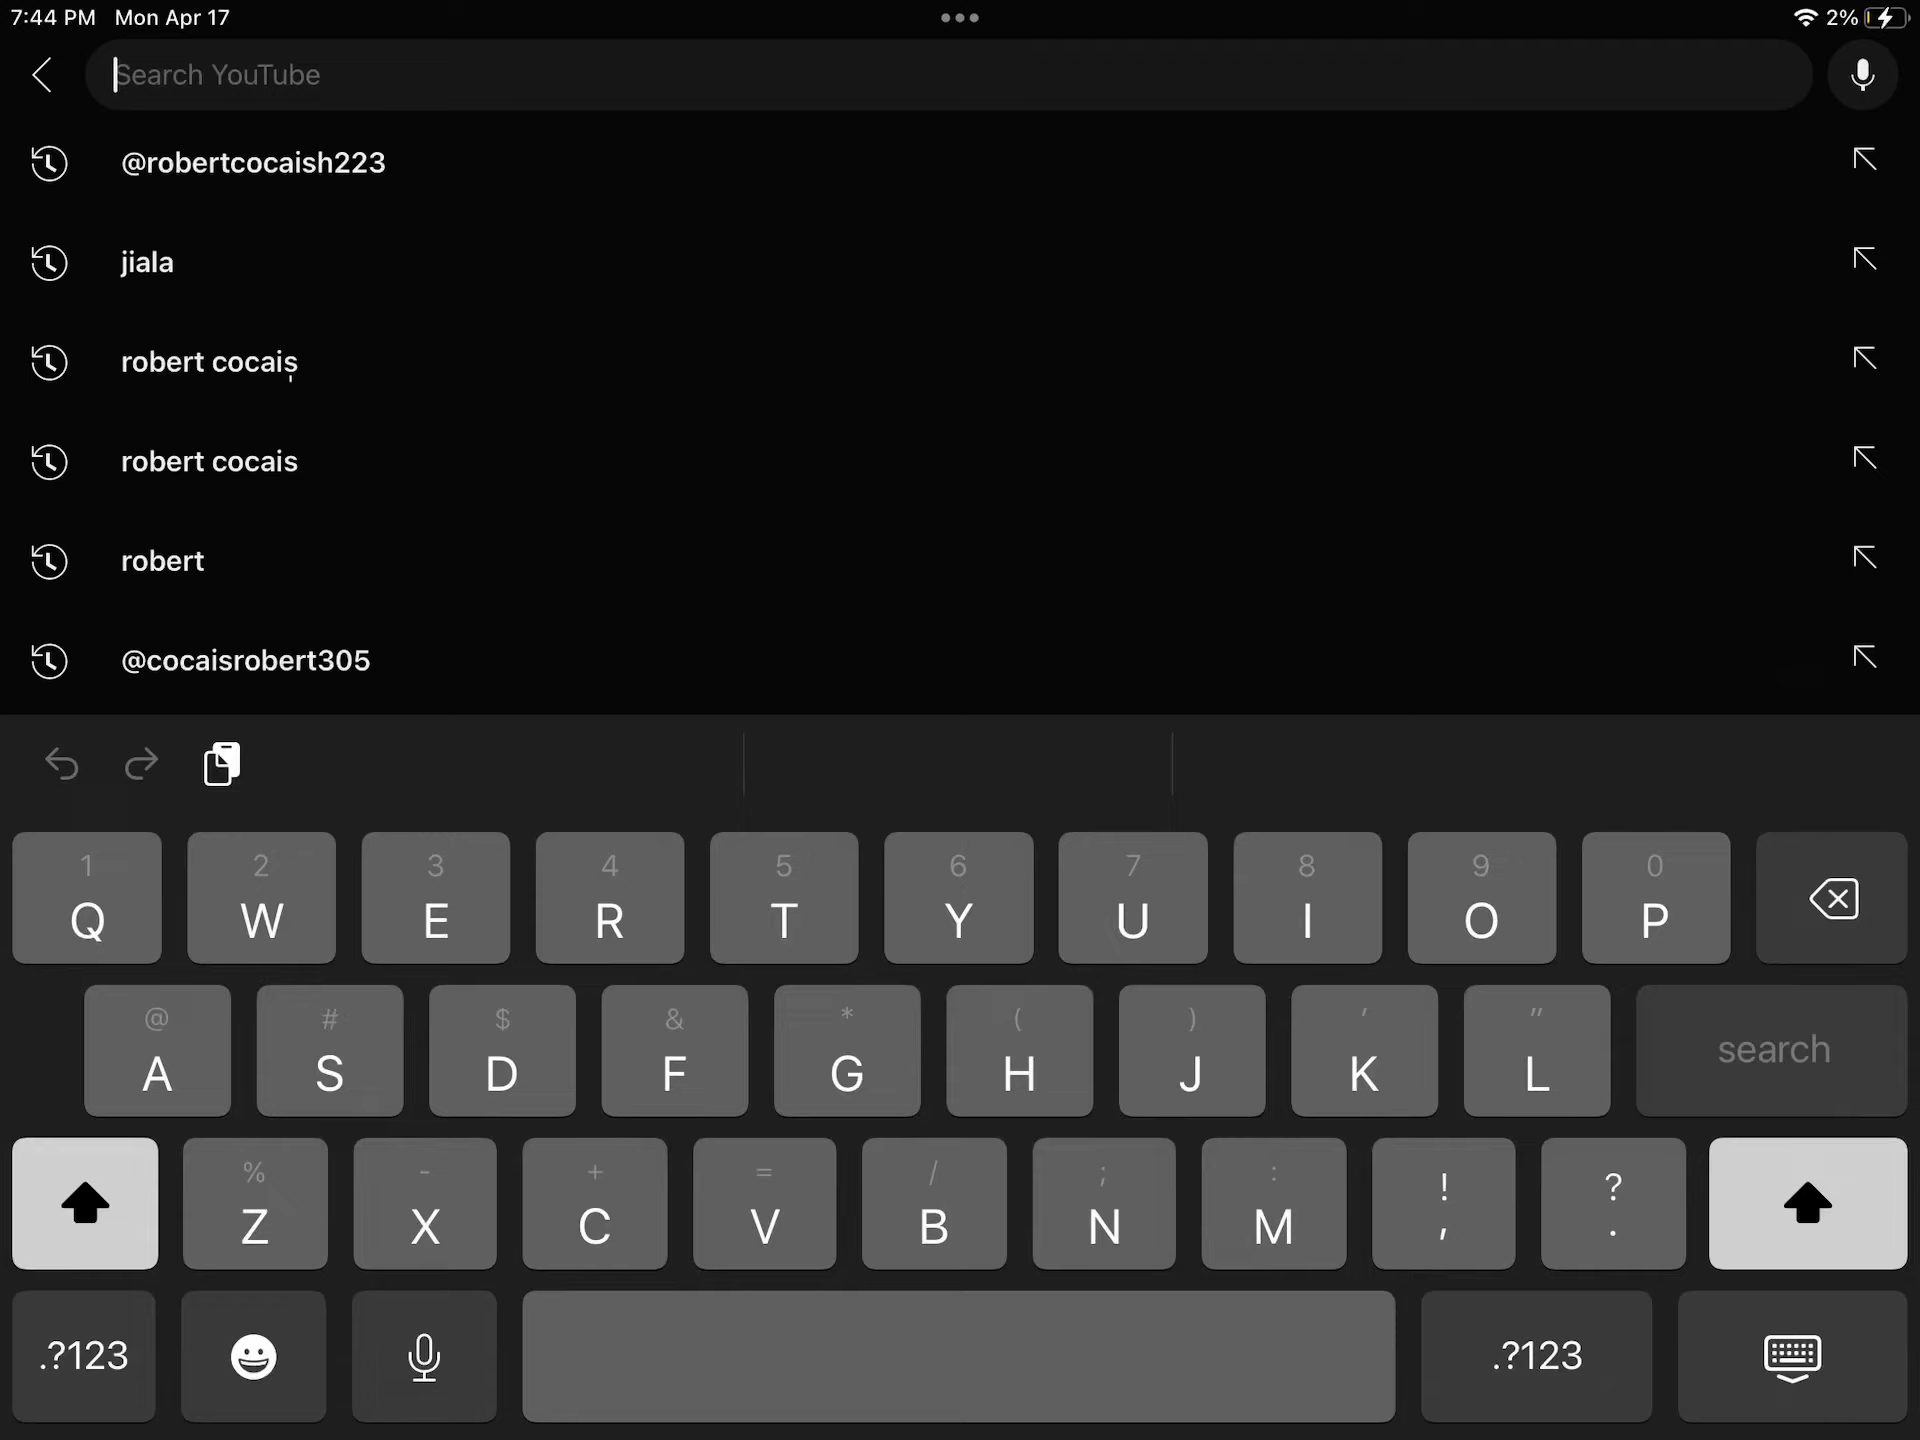 7:44 PM Mon Apr 17
2%
Search YouTube
@robertcocaish223
jiala
robert cocais̩
robert cocais
robert
@cocaisrobert305
1 2 3 4 5 6 7 8 9 0
Q W E R T Y U I O P
@ # $ & * ( ) ' "
A S D F G H J K L search
% - + = / ; : ! ?
Z X C V B N M , .
.?123 .?123